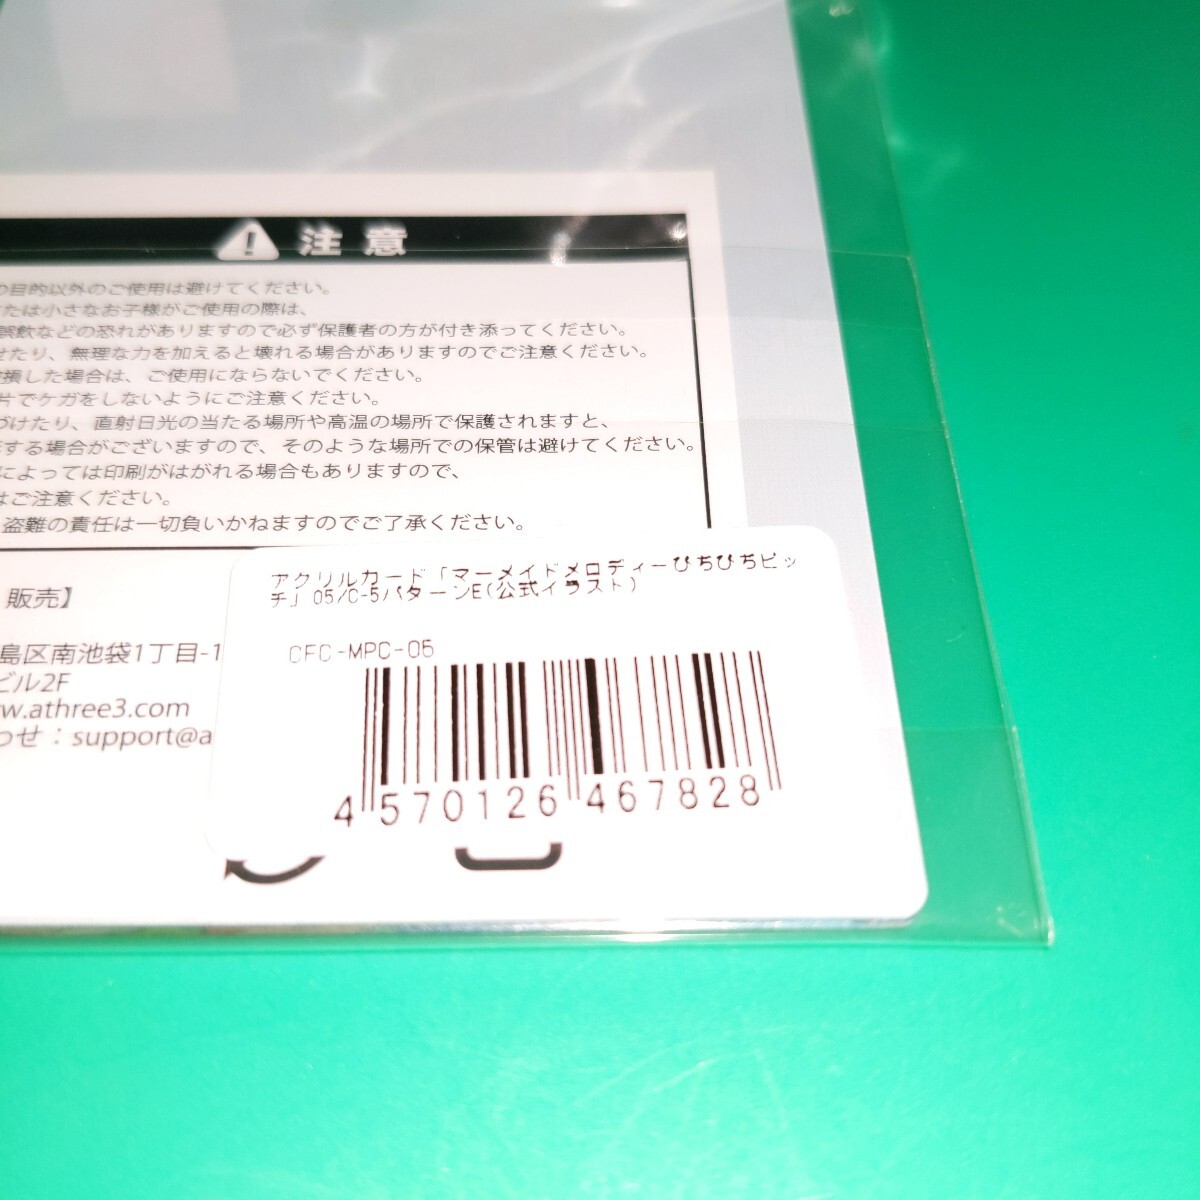 注意
の目的以外のご使用は避けてください。
たは小さなお子様がご使用の際は、
誤飲などの恐れがありますので必ず保護者の方が付き添ってください。
せたり、無理な力を加えると壊れる場合がありますのでご注意ください。
損した場合は、ご使用にならないでください。
片でケガをしないようにご注意ください。
づけたり、直射日光の当たる場所や高温の場所で保護されますと、
する場合がございますので、そのような場所での保管は避けてください。
によっては印刷がはがれる場合もありますので、
はご注意ください。
盗難の責任は一切負いかねますのでご了承ください。
販売】
島区南池袋1丁目-1
ビル2F
w.athree3.com
わせ：support@a
アクリルカード「マーメイドメロディーぴちぴちピッ
チ」05/C-5パターンE(公式イラスト)
CFC-MPC-05
4 570126 467828